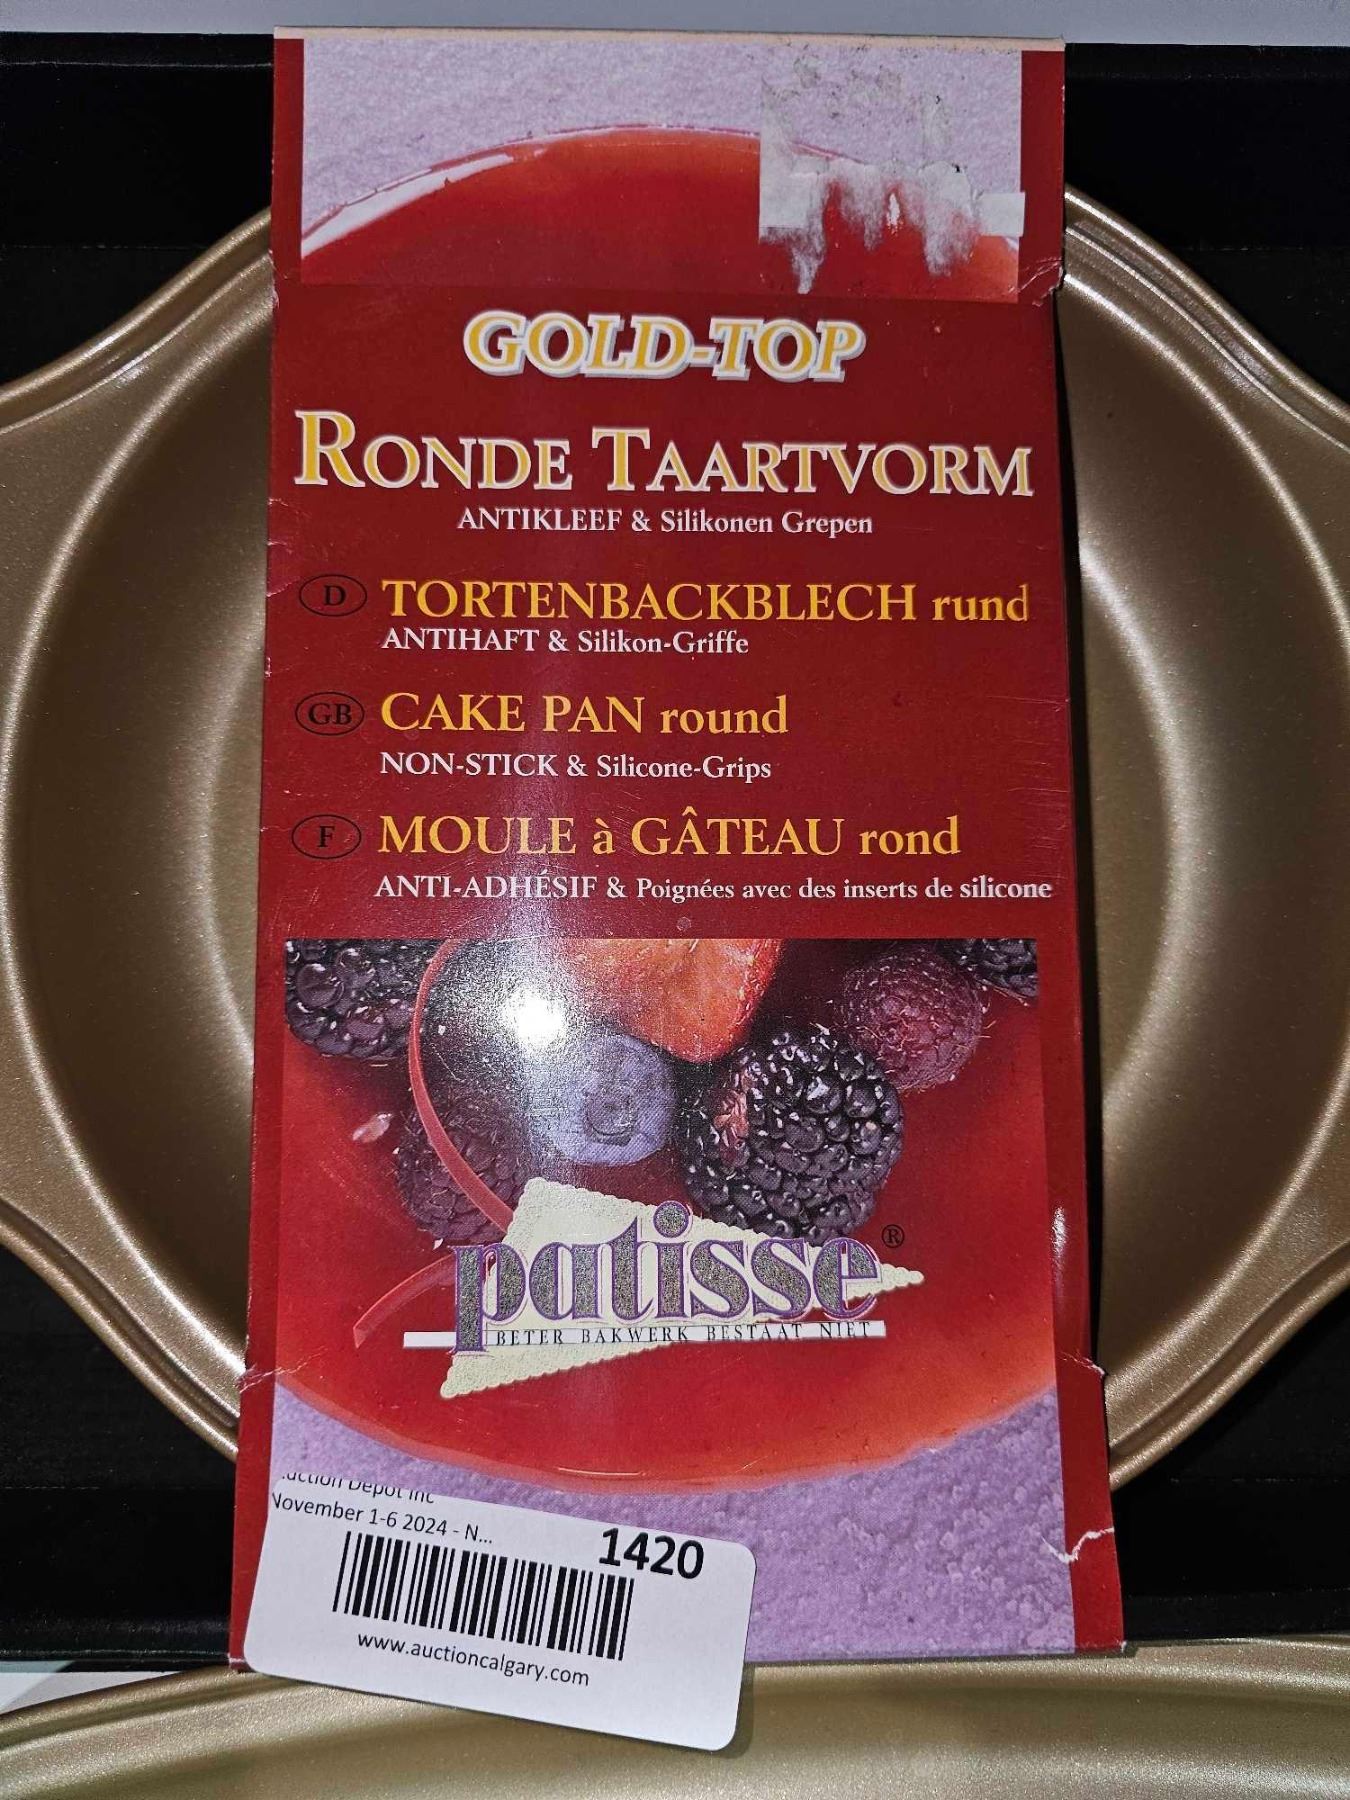 GOLD-TOP
RONDE TAARTVORM
ANTIKLEEF & Silikonen Grepen
D TORTENBACKBLECH rund
ANTIHAFT & Silikon-Griffe
GB CAKE PAN round
NON-STICK & Silicone-Grips
F MOULE à GÂTEAU rond
ANTI-ADHÉSIF & Poignées avec des inserts de silicone
patisse®
BETER BAKWERK BESTAAT NIET
Depot Inc
November 1-6 2024 - N...
1420
www.auctioncalgary.com